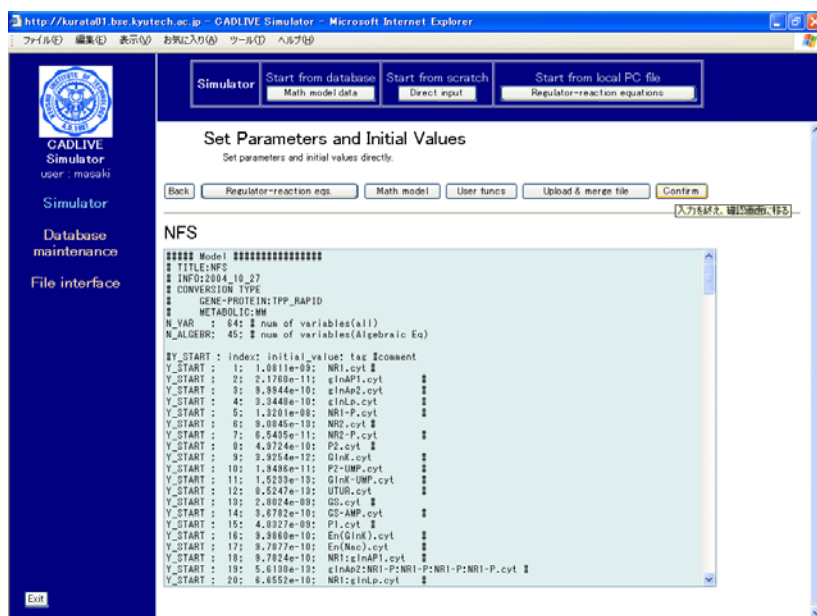 http://kurata01.bse.kyutech.ac.jp - CADLIVE Simulator - Microsoft Internet Explorer
ファイル(F) 編集(E) 表示(V) お気に入り(A) ツール(T) ヘルプ(H)
Simulator
Start from database
Math model data
Start from scratch
Direct input
Start from local PC file
Regulator-reaction equations
CADLIVE
Simulator
user : masaki
Simulator
Database
maintenance
File interface
Exit
Set Parameters and Initial Values
Set parameters and initial values directly.
Back
Regulator-reaction eqs.
Math model
User funcs
Upload & merge file
Confirm
入力を終え、確認画面に移る
NFS
##### Model ################
# TITLE:NFS
# INFO:2004_10_27
# CONVERSION TYPE
# GENE-PROTEIN:TPP_RAPID
# METABOLIC:MM
N_VAR : 64; # num of variables(all)
N_ALGEBR; 45; # num of variables(Algebraic Eq)
#Y_START : index: initial_value: tag #comment
Y_START : 1; 1.0811e-09; NR1.cyt #
Y_START : 2; 2.1760e-11; glnAP1.cyt #
Y_START : 3; 9.9944e-10; glnAp2.cyt #
Y_START : 4; 3.3448e-10; glnLp.cyt #
Y_START : 5; 1.3201e-08; NR1-P.cyt #
Y_START : 6; 9.0845e-13; NR2.cyt #
Y_START : 7; 6.5435e-11; NR2-P.cyt #
Y_START : 8; 4.9724e-10; P2.cyt #
Y_START : 9; 3.9254e-12; GlnK.cyt #
Y_START : 10; 1.9496e-11; P2-UMP.cyt #
Y_START : 11; 1.5233e-13; GlnK-UMP.cyt #
Y_START : 12; 8.5247e-13; UTUR.cyt #
Y_START : 13; 2.8024e-09; GS.cyt #
Y_START : 14; 3.6782e-10; GS-AMP.cyt #
Y_START : 15; 4.8327e-09; P1.cyt #
Y_START : 16; 9.9860e-10; En(GlnK).cyt #
Y_START : 17; 9.7877e-10; En(Nac).cyt #
Y_START : 18; 9.7824e-10; NR1:glnAP1.cyt #
Y_START : 19; 5.6130e-13; glnAp2:NR1-P:NR1-P:NR1-P:NR1-P.cyt #
Y_START : 20; 6.6552e-10; NR1:glnLp.cyt #